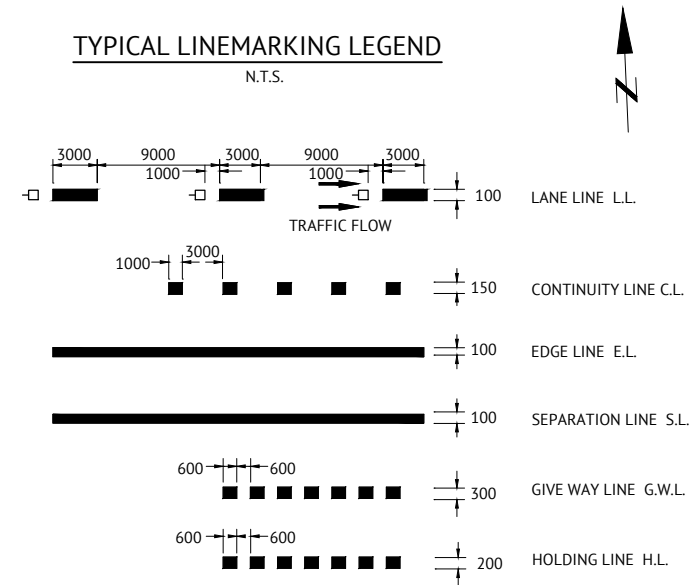 TYPICAL LINEMARKING LEGEND
N.T.S.
N
3000 9000 3000 9000 3000
1000 1000
100 LANE LINE L.L.
TRAFFIC FLOW
1000 3000
150 CONTINUITY LINE C.L.
100 EDGE LINE E.L.
100 SEPARATION LINE S.L.
600 600
300 GIVE WAY LINE G.W.L.
600 600
200 HOLDING LINE H.L.